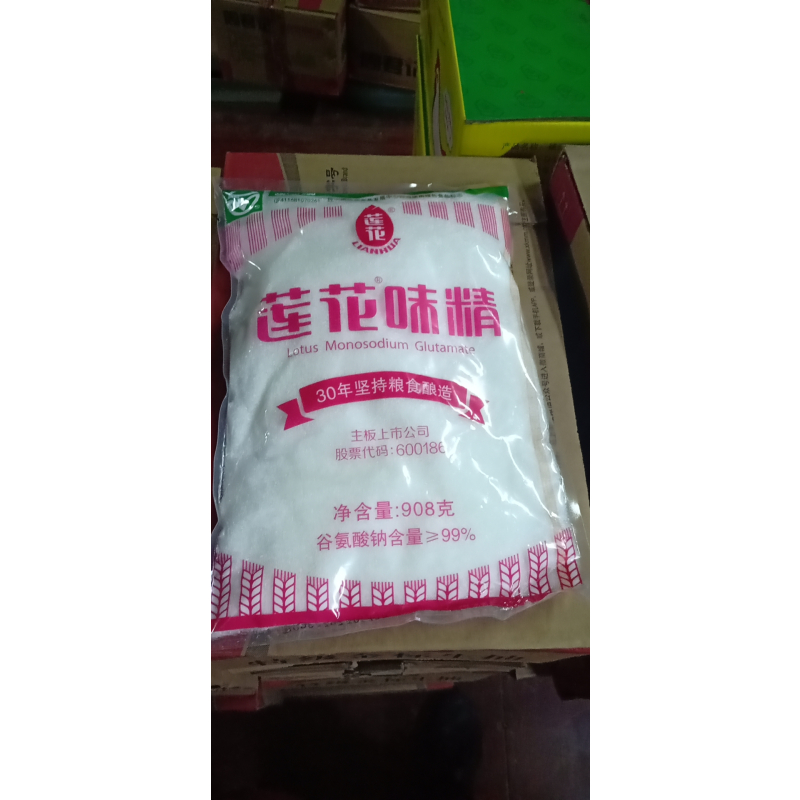 莲花
LIANHUA
®
莲花味精
Lotus Monosodium Glutamate
30年坚持粮食酿造
主板上市公司
股票代码:600186
净含量:908克
谷氨酸钠含量≥99%